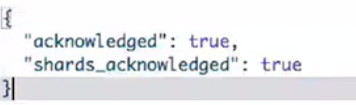 {
"acknowledged": true,
"shards_acknowledged": true
}